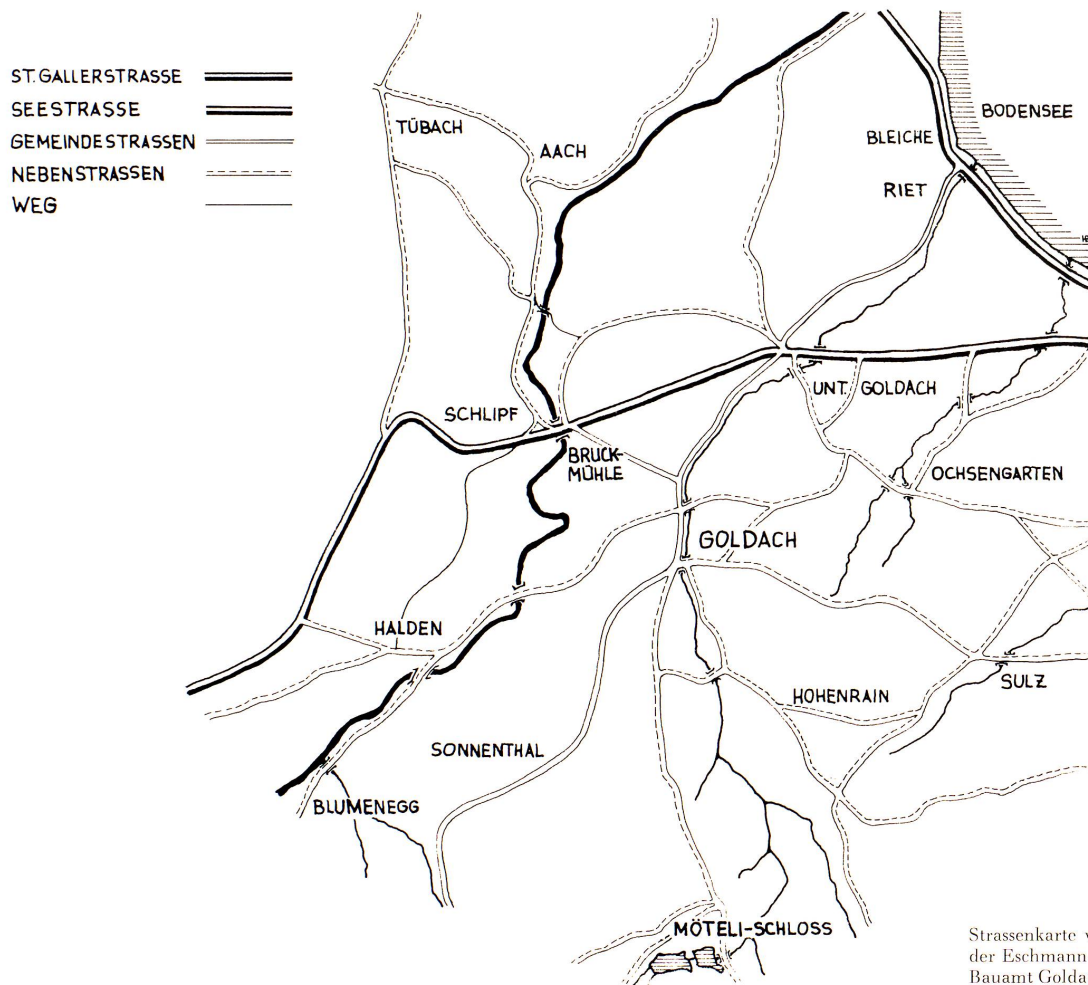 ST.GALLERSTRASSE
SEESTRASSE
GEMEINDESTRASSEN
NEBENSTRASSEN
WEG
BODENSEE
TÜBACH
AACH
BLEICHE
RIET
SCHLIPF
UNT. GOLDACH
BRUCK-
MÜHLE
OCHSENGARTEN
GOLDACH
HALDEN
SULZ
HOHENRAIN
SONNENTHAL
BLUMENEGG
MÖTELI-SCHLOSS
Strassenkarte
der Eschmann
Bauamt Golda